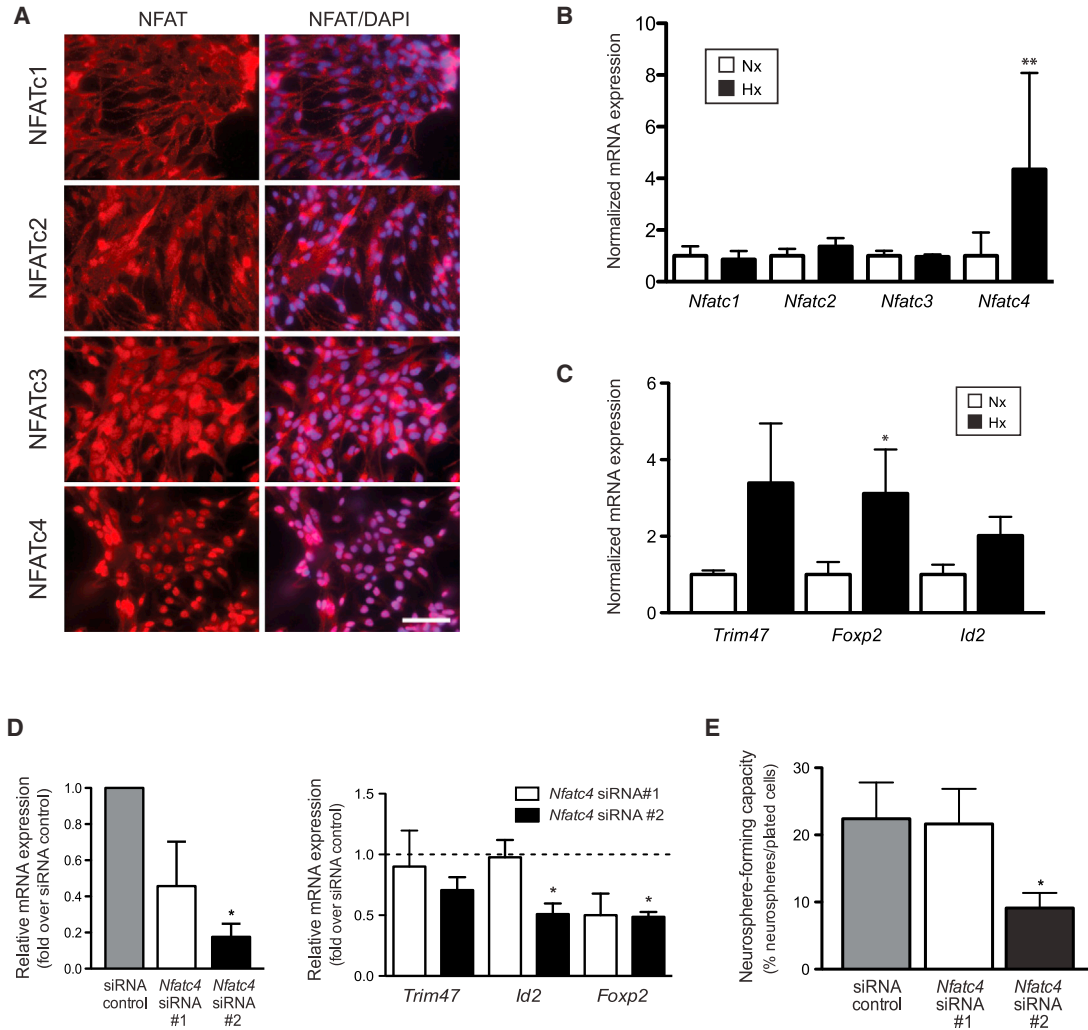 A
NFAT
NFAT/DAPI
NFATc1
NFATc2
NFATc3
NFATc4
B
Normalized mRNA expression
10
8
6
4
2
0
Nx
Hx
**
Nfatc1 Nfatc2 Nfatc3 Nfatc4
C
Normalized mRNA expression
6
4
2
0
Nx
Hx
*
Trim47 Foxp2 Id2
D
Relative mRNA expression
(fold over siRNA control)
1.0
0.8
0.6
0.4
0.2
0.0
*
siRNA
control
Nfatc4
siRNA
#1
Nfatc4
siRNA
#2
Relative mRNA expression
(fold over siRNA control)
1.5
1.0
0.5
0.0
Nfatc4 siRNA#1
Nfatc4 siRNA #2
*
*
Trim47 Id2 Foxp2
E
Neurosphere-forming capacity
(% neurospheres/plated cells)
30
20
10
0
*
siRNA
control
Nfatc4
siRNA
#1
Nfatc4
siRNA
#2